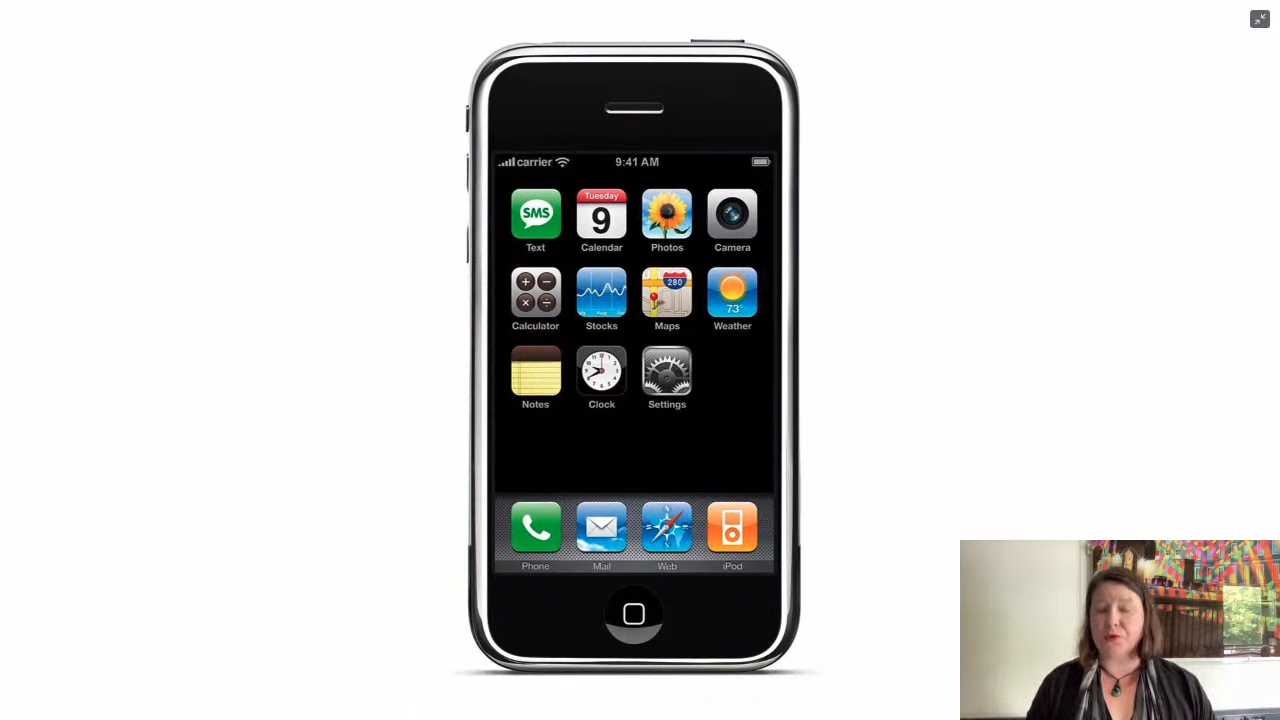 carrier 9:41 AM
SMS Tuesday 9
Text Calendar Photos Camera
280 73°
Calculator Stocks Maps Weather
Notes Clock Settings
Phone Mail Web iPod